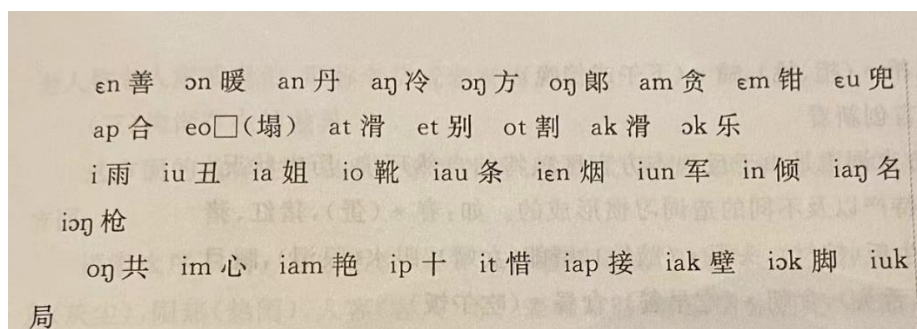 ɛn 善 ɔn 暖 an 丹 aŋ 冷 ɔŋ 方 oŋ 郞 am 贪 ɛm 钳 ɛu 兜
ap 合 eo□(塌) at 滑 et 别 ot 割 ak 滑 ɔk 乐
i 雨 iu 丑 ia 姐 io 靴 iau 条 iɛn 烟 iun 军 in 倾 iaŋ 名
iɔŋ 枪
oŋ 共 im 心 iam 艳 ip 十 it 惜 iap 接 iak 壁 iɔk 脚 iuk
局